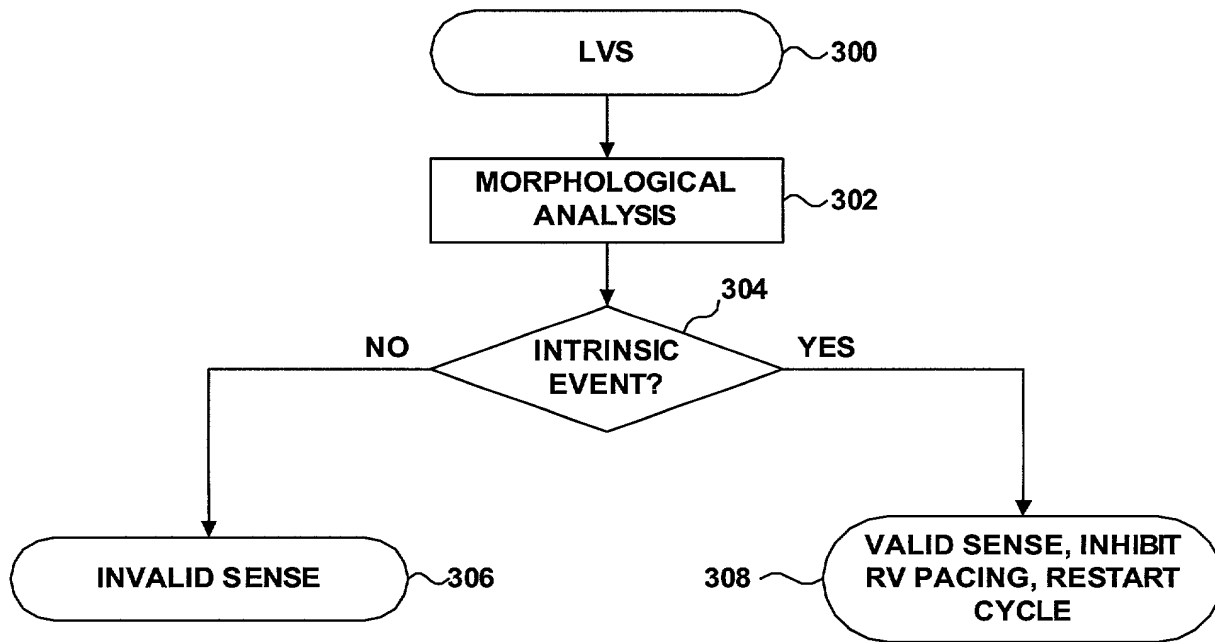 LVS
300
MORPHOLOGICAL
ANALYSIS
302
304
NO
INTRINSIC
EVENT?
YES
INVALID SENSE
306
308
VALID SENSE, INHIBIT
RV PACING, RESTART
CYCLE